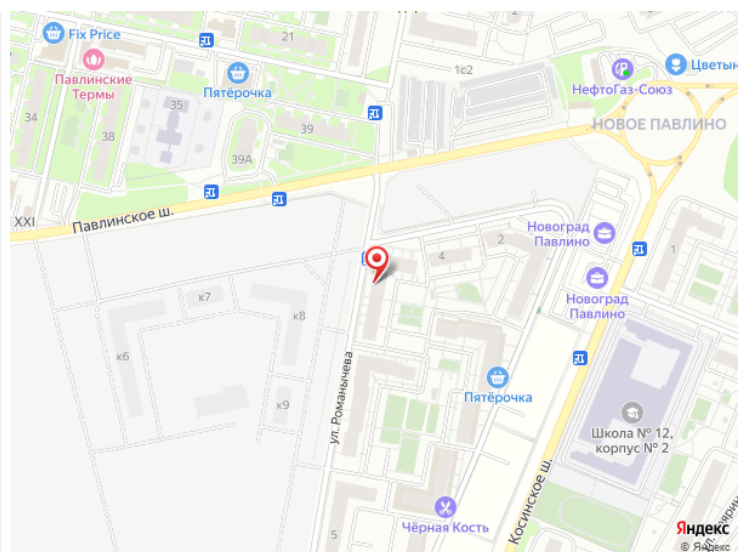 Fix Price
21
1с2
Цветын
Павлинские
Термы
Пятёрочка
НефтоГаз-Союз
34
35
38
39
39А
НОВОЕ ПАВЛИНО
XXI
Павлинское ш.
Новоград
Павлино
2
4
1
Новоград
Павлино
к7
к8
к6
к9
ул. Романычева
Пятёрочка
Школа № 12,
корпус № 2
Косинское ш.
Чёрная Кость
5
Яндекс
© Яндекс